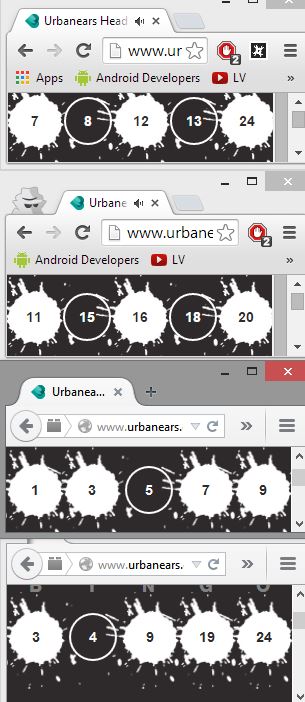 Urbanears Head
www.ur
2
Apps Android Developers LV »
7 8 12 13 24
Urbane
www.urbane
2
Android Developers LV »
11 15 16 18 20
Urbanea...
www.urbanears. »
1 3 5 7 9
www.urbanears. »
B I N G O
3 4 9 19 24